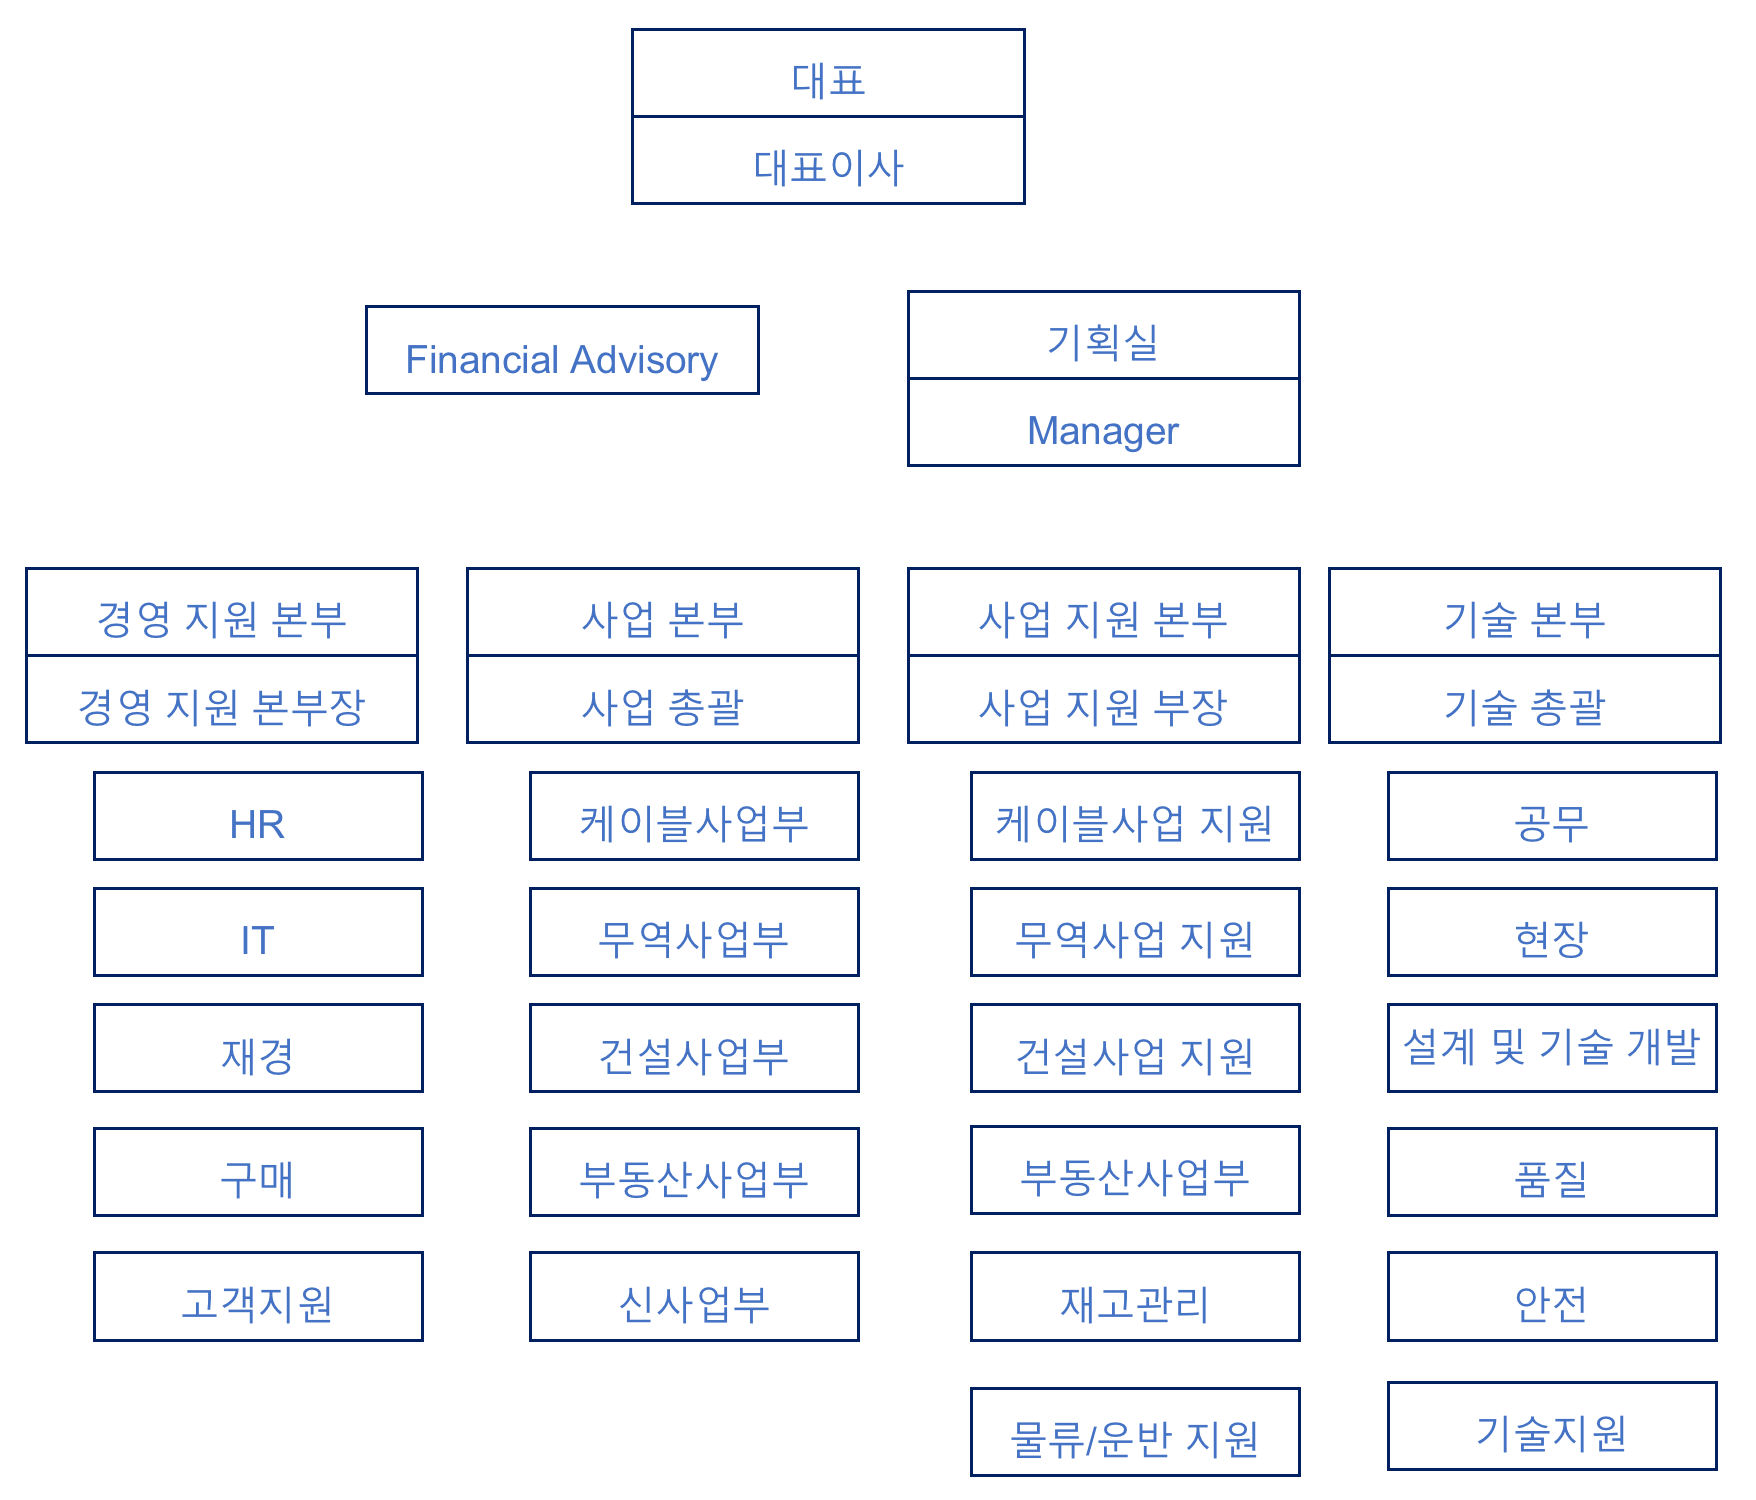 대표
대표이사
Financial Advisory
기획실
Manager
경영 지원 본부
경영 지원 본부장
HR
IT
재경
구매
고객지원
사업 본부
사업 총괄
케이블사업부
무역사업부
건설사업부
부동산사업부
신사업부
사업 지원 본부
사업 지원 부장
케이블사업 지원
무역사업 지원
건설사업 지원
부동산사업부
재고관리
물류/운반 지원
기술 본부
기술 총괄
공무
현장
설계 및 기술 개발
품질
안전
기술지원